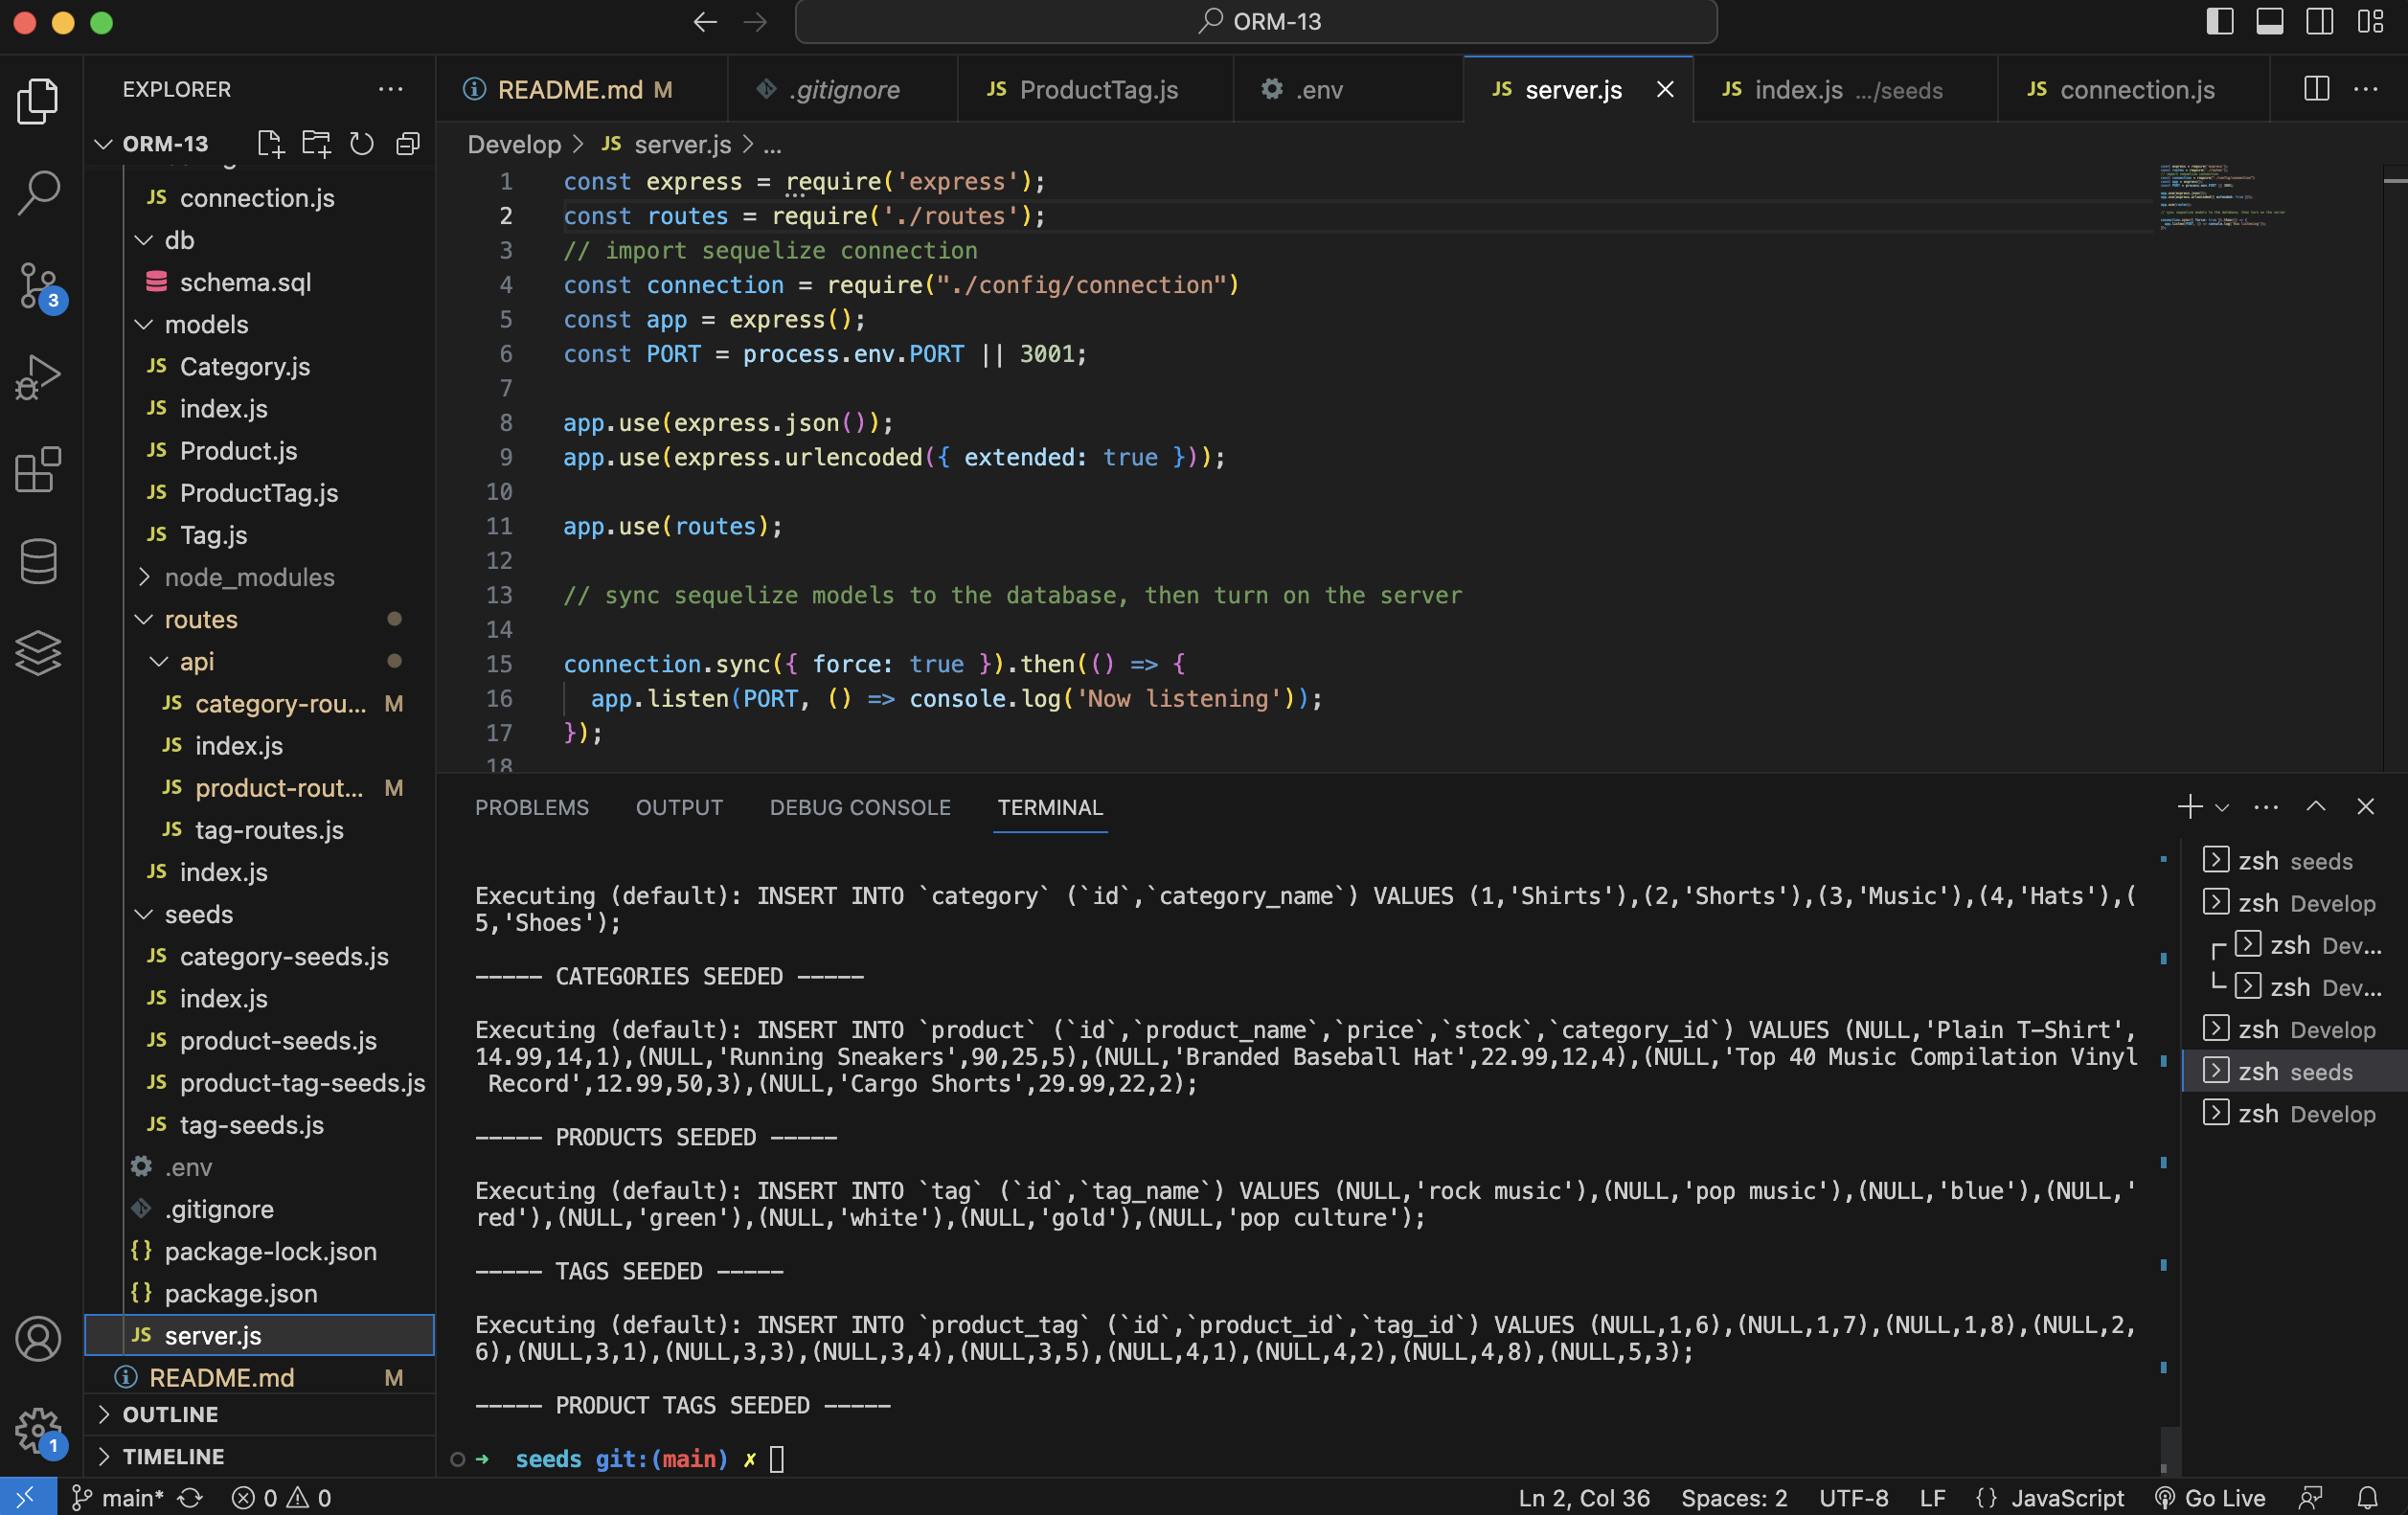 ORM-13
EXPLORER
ORM-13
connection.js
db
schema.sql
models
JS Category.js
JS index.js
JS Product.js
JS ProductTag.js
JS Tag.js
node_modules
routes
api
JS category-rou... M
JS index.js
JS product-rout... M
JS tag-routes.js
JS index.js
seeds
JS category-seeds.js
JS index.js
JS product-seeds.js
JS product-tag-seeds.js
JS tag-seeds.js
.env
.gitignore
{} package-lock.json
{} package.json
JS server.js
README.md M
OUTLINE
TIMELINE
3
1
README.md M
.gitignore
JS ProductTag.js
.env
JS server.js
JS index.js .../seeds
JS connection.js
Develop > JS server.js > ...
1 const express = require('express');
2 const routes = require('./routes');
3 // import sequelize connection
4 const connection = require("./config/connection")
5 const app = express();
6 const PORT = process.env.PORT || 3001;
7
8 app.use(express.json());
9 app.use(express.urlencoded({ extended: true }));
10
11 app.use(routes);
12
13 // sync sequelize models to the database, then turn on the server
14
15 connection.sync({ force: true }).then(() => {
16 app.listen(PORT, () => console.log('Now listening'));
17 });
18
PROBLEMS OUTPUT DEBUG CONSOLE TERMINAL
Executing (default): INSERT INTO `category` (`id`,`category_name`) VALUES (1,'Shirts'),(2,'Shorts'),(3,'Music'),(4,'Hats'),(
5,'Shoes');
----- CATEGORIES SEEDED -----
Executing (default): INSERT INTO `product` (`id`,`product_name`,`price`,`stock`,`category_id`) VALUES (NULL,'Plain T-Shirt',
14.99,14,1),(NULL,'Running Sneakers',90,25,5),(NULL,'Branded Baseball Hat',22.99,12,4),(NULL,'Top 40 Music Compilation Vinyl
Record',12.99,50,3),(NULL,'Cargo Shorts',29.99,22,2);
----- PRODUCTS SEEDED -----
Executing (default): INSERT INTO `tag` (`id`,`tag_name`) VALUES (NULL,'rock music'),(NULL,'pop music'),(NULL,'blue'),(NULL,'
red'),(NULL,'green'),(NULL,'white'),(NULL,'gold'),(NULL,'pop culture');
----- TAGS SEEDED -----
Executing (default): INSERT INTO `product_tag` (`id`,`product_id`,`tag_id`) VALUES (NULL,1,6),(NULL,1,7),(NULL,1,8),(NULL,2,
6),(NULL,3,1),(NULL,3,3),(NULL,3,4),(NULL,3,5),(NULL,4,1),(NULL,4,2),(NULL,4,8),(NULL,5,3);
----- PRODUCT TAGS SEEDED -----
➜ seeds git:(main) ✗
zsh seeds
zsh Develop
zsh Dev...
zsh Dev...
zsh Develop
zsh seeds
zsh Develop
main* 0 0
Ln 2, Col 36 Spaces: 2 UTF-8 LF {} JavaScript Go Live